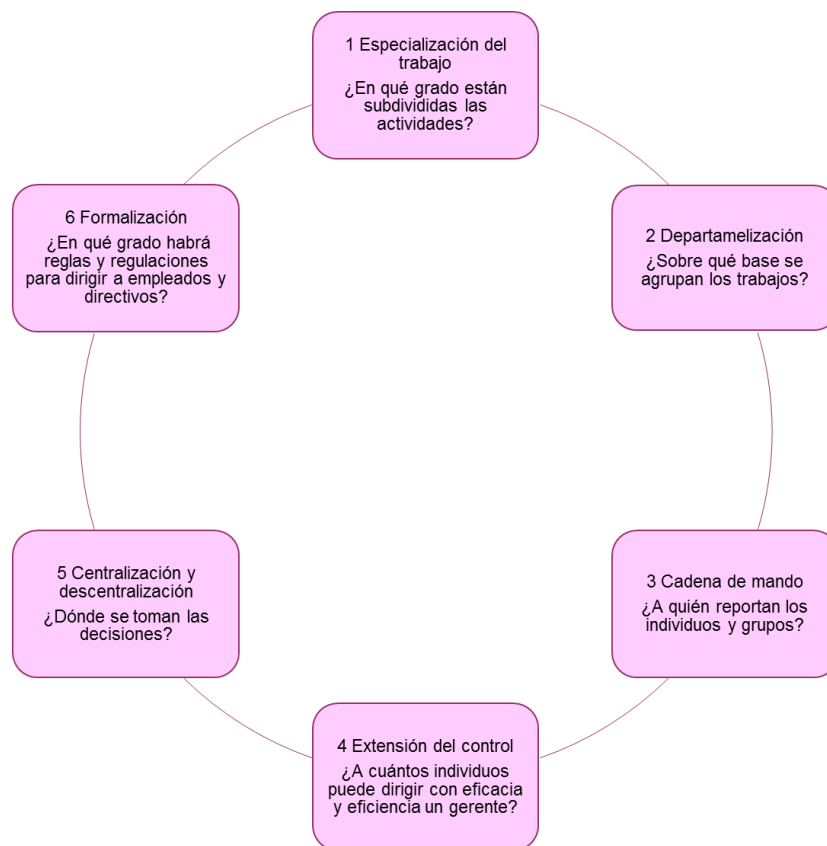 1 Especialización del
trabajo
¿En qué grado están
subdivididas las
actividades?
2 Departamelización
¿Sobre qué base se
agrupan los trabajos?
3 Cadena de mando
¿A quién reportan los
individuos y grupos?
4 Extensión del control
¿A cuántos individuos
puede dirigir con eficacia
y eficiencia un gerente?
5 Centralización y
descentralización
¿Dónde se toman las
decisiones?
6 Formalización
¿En qué grado habrá
reglas y regulaciones
para dirigir a empleados y
directivos?